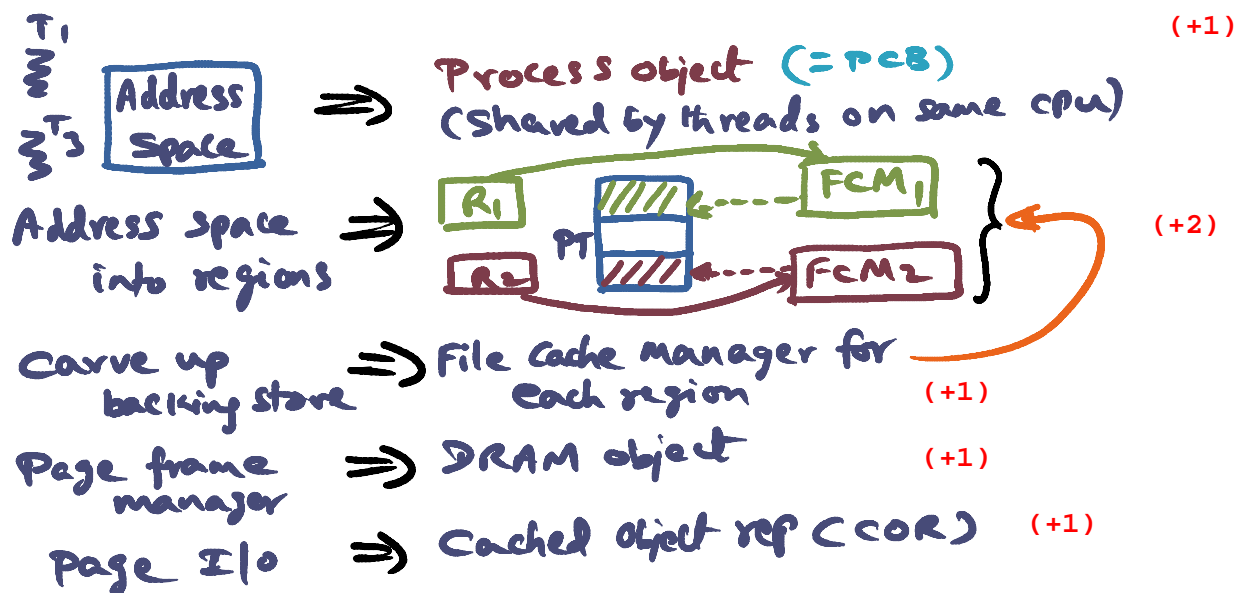 T1
(+1)
Address Space
⇒ Process object (= PCB)
T3
(Shared by threads on same cpu)
R1
FCM1
Address space into regions
⇒
PT
(+2)
R2
FCM2
Carve up backing store
⇒ File cache manager for each region
(+1)
Page frame manager
⇒ DRAM object
(+1)
Page I/O
⇒ Cached object rep (COR)
(+1)